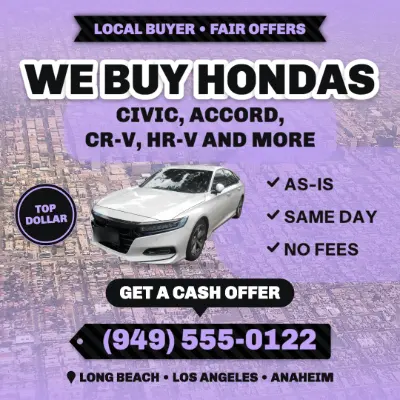 LOCAL BUYER • FAIR OFFERS
WE BUY HONDAS
CIVIC, ACCORD,
CR-V, HR-V AND MORE
TOP
DOLLAR
AS-IS
SAME DAY
NO FEES
GET A CASH OFFER
(949) 555-0122
LONG BEACH • LOS ANGELES • ANAHEIM